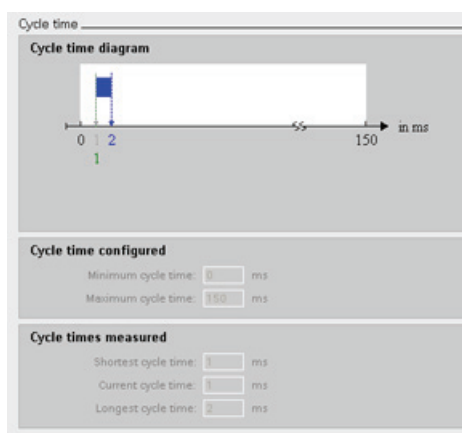 Cycle time
Cycle time diagram
0 1 2 150 in ms
1
Cycle time configured
Minimum cycle time: 0 ms
Maximum cycle time: 150 ms
Cycle times measured
Shortest cycle time: 1 ms
Current cycle time: 1 ms
Longest cycle time: 2 ms